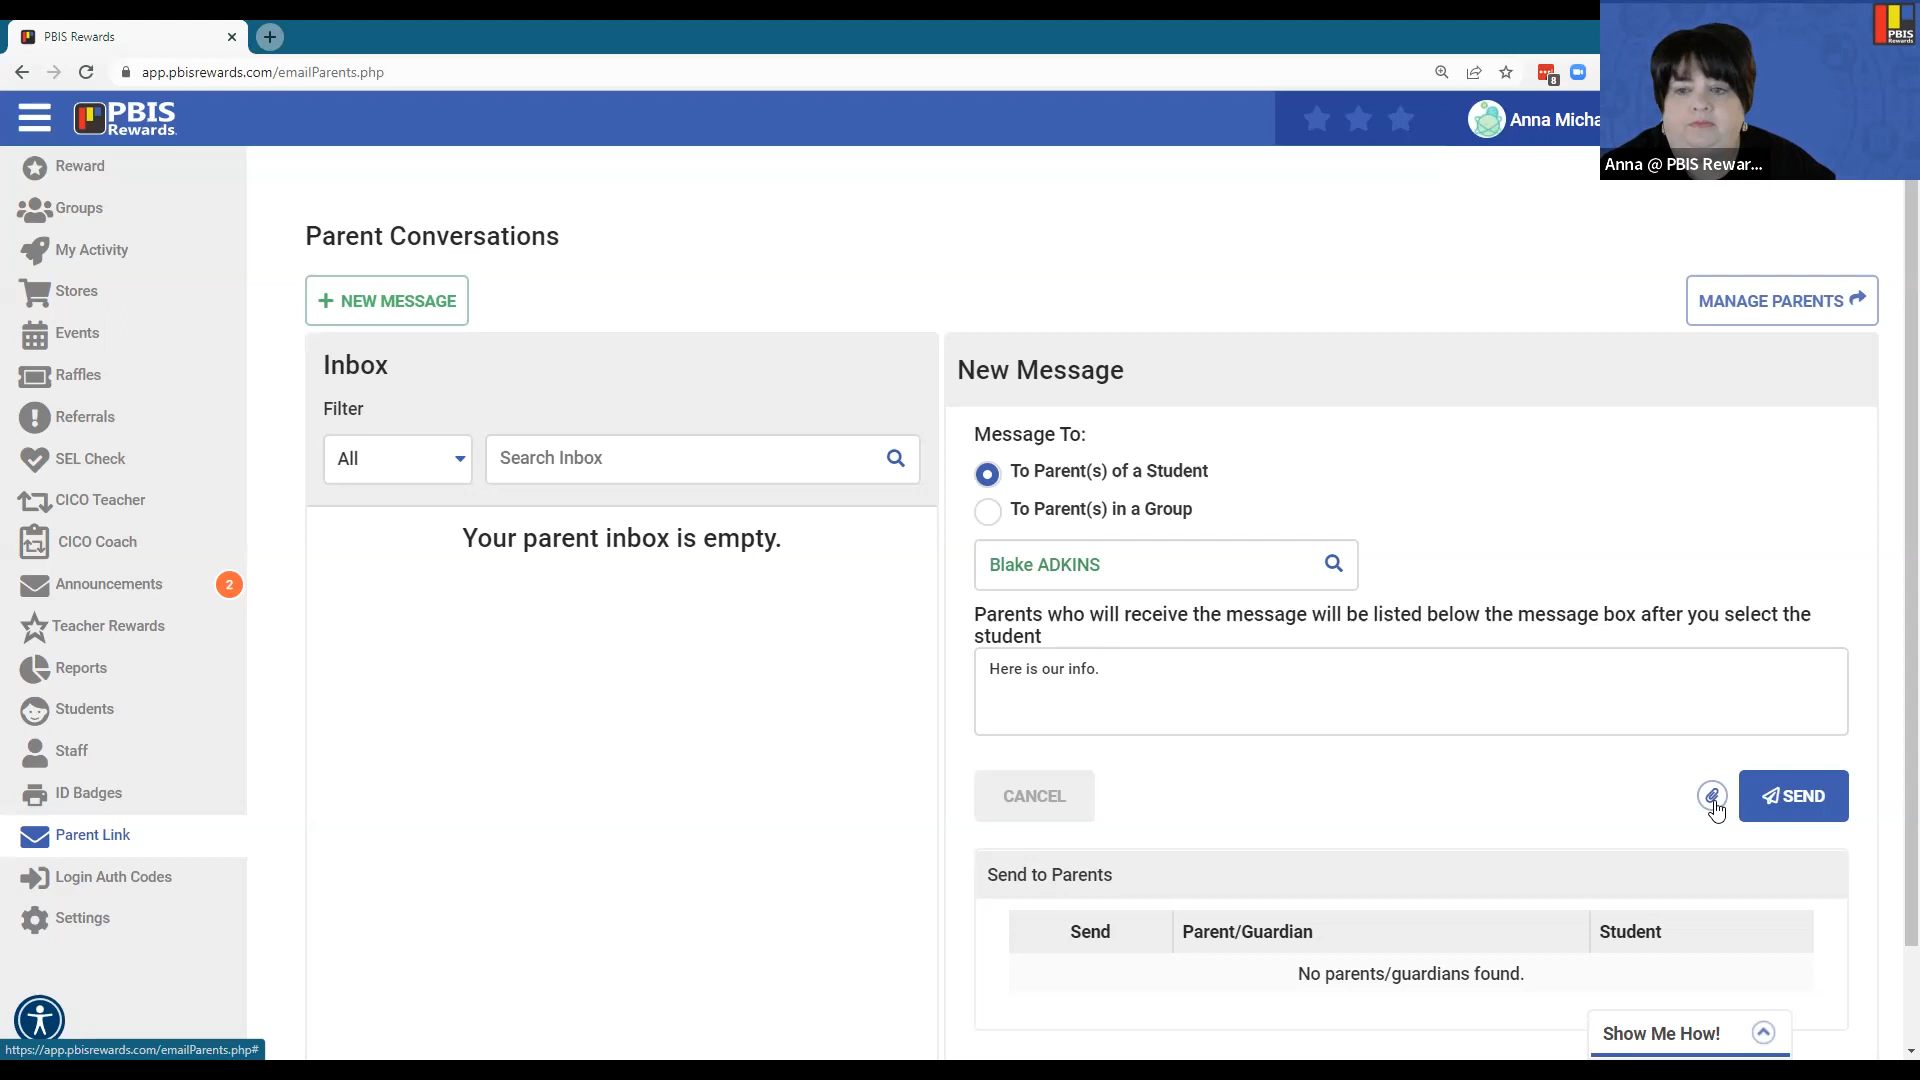 PBIS Rewards
app.pbisrewards.com/emailParents.php
8
PBIS
Rewards
PBIS
Rewards
Anna Micha
Anna @ PBIS Rewar...
Reward
Groups
My Activity
Stores
Events
Raffles
Referrals
SEL Check
CICO Teacher
CICO Coach
Announcements
2
Teacher Rewards
Reports
Students
Staff
ID Badges
Parent Link
Login Auth Codes
Settings
https://app.pbisrewards.com/emailParents.php#
Parent Conversations
+ NEW MESSAGE
MANAGE PARENTS
Inbox
Filter
All
Search Inbox
Your parent inbox is empty.
New Message
Message To:
To Parent(s) of a Student
To Parent(s) in a Group
Blake ADKINS
Parents who will receive the message will be listed below the message box after you select the
student
Here is our info.
CANCEL
SEND
Send to Parents
Send Parent/Guardian Student
No parents/guardians found.
Show Me How!